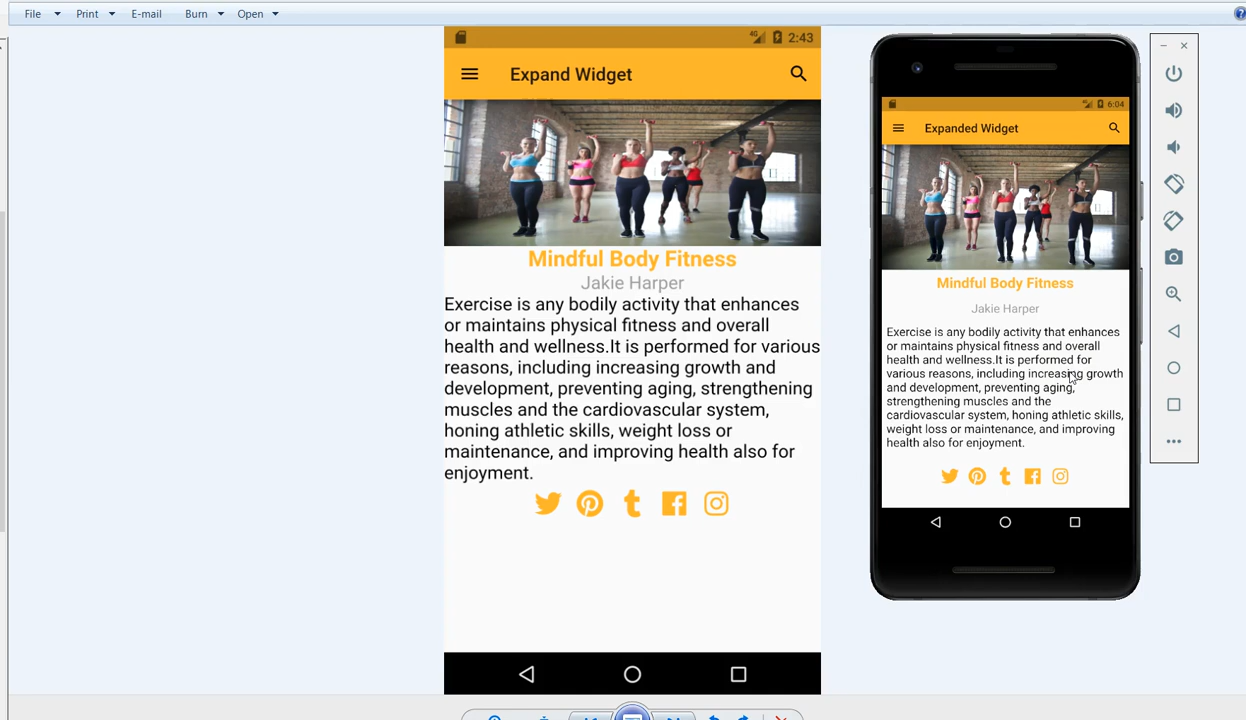 File Print E-mail Burn Open
4G 2:43
Expand Widget
Mindful Body Fitness
Jakie Harper
Exercise is any bodily activity that enhances
or maintains physical fitness and overall
health and wellness.It is performed for various
reasons, including increasing growth and
development, preventing aging, strengthening
muscles and the cardiovascular system,
honing athletic skills, weight loss or
maintenance, and improving health also for
enjoyment.
6:04
Expanded Widget
Mindful Body Fitness
Jakie Harper
Exercise is any bodily activity that enhances
or maintains physical fitness and overall
health and wellness.It is performed for
various reasons, including increasing growth
and development, preventing aging,
strengthening muscles and the
cardiovascular system, honing athletic skills,
weight loss or maintenance, and improving
health also for enjoyment.